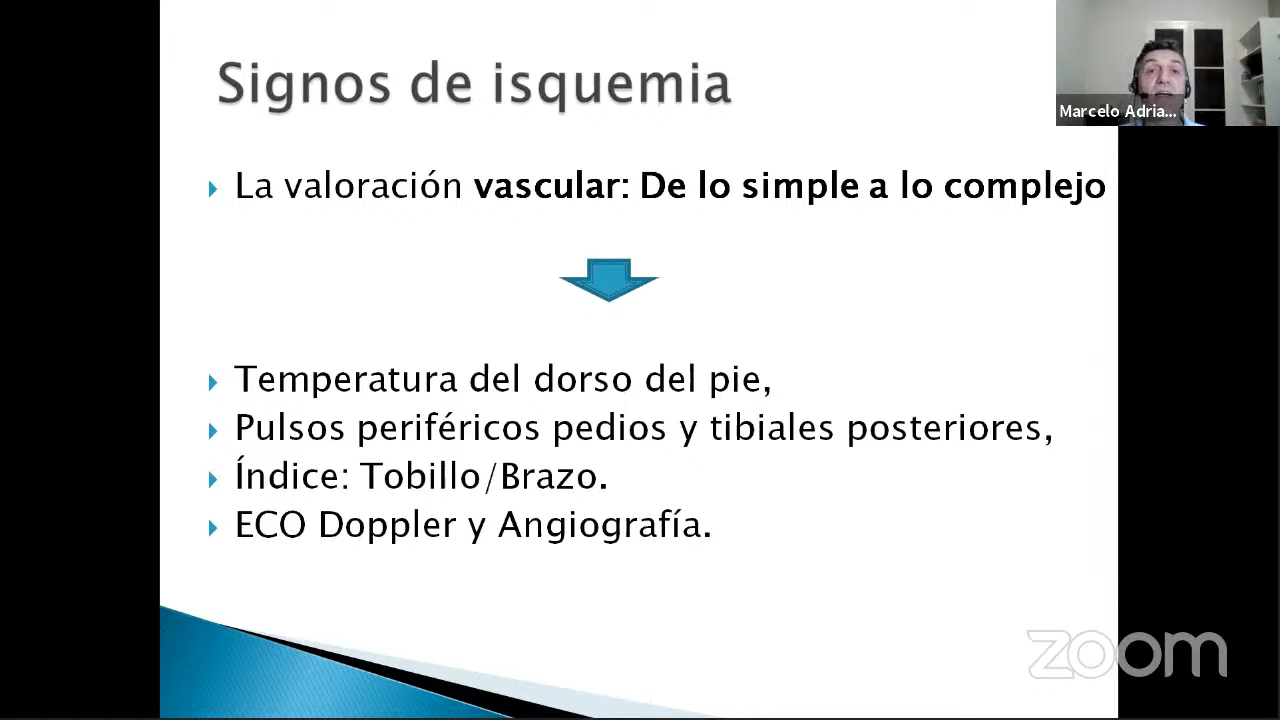 Signos de isquemia
Marcelo Adria...
La valoración vascular: De lo simple a lo complejo
Temperatura del dorso del pie,
Pulsos periféricos pedios y tibiales posteriores,
Índice: Tobillo/Brazo.
ECO Doppler y Angiografía.
zoom